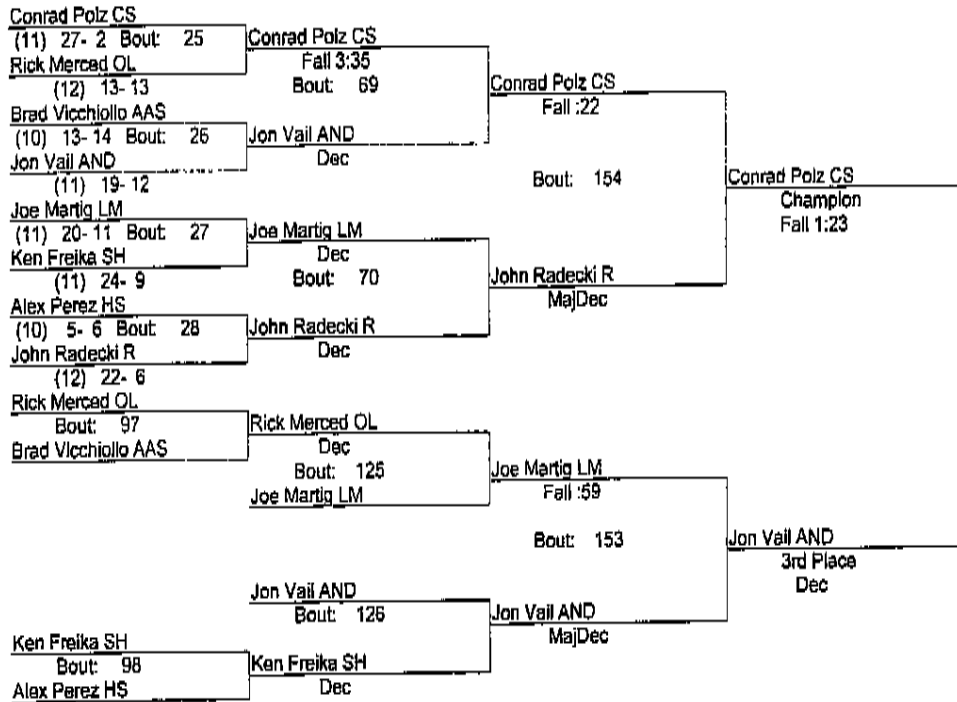 Conrad Polz CS
(11) 27- 2 Bout: 25
Rick Merced OL
(12) 13- 13
Brad Vicchiollo AAS
(10) 13- 14 Bout: 26
Jon Vail AND
(11) 19- 12
Joe Martig LM
(11) 20- 11 Bout: 27
Ken Freika SH
(11) 24- 9
Alex Perez HS
(10) 5- 6 Bout: 28
John Radecki R
(12) 22- 6
Conrad Polz CS
Fall 3:35
Bout: 69
Jon Vail AND
Dec
Joe Martig LM
Dec
Bout: 70
John Radecki R
Dec
Conrad Polz CS
Fall :22
Bout: 154
John Radecki R
MajDec
Conrad Polz CS
Champion
Fall 1:23
Rick Merced OL
Bout: 97
Brad Vicchiollo AAS
Ken Freika SH
Bout: 98
Alex Perez HS
Rick Merced OL
Dec
Bout: 125
Joe Martig LM
Jon Vail AND
Bout: 126
Ken Freika SH
Dec
Joe Martig LM
Fall :59
Bout: 153
Jon Vail AND
MajDec
Jon Vail AND
3rd Place
Dec